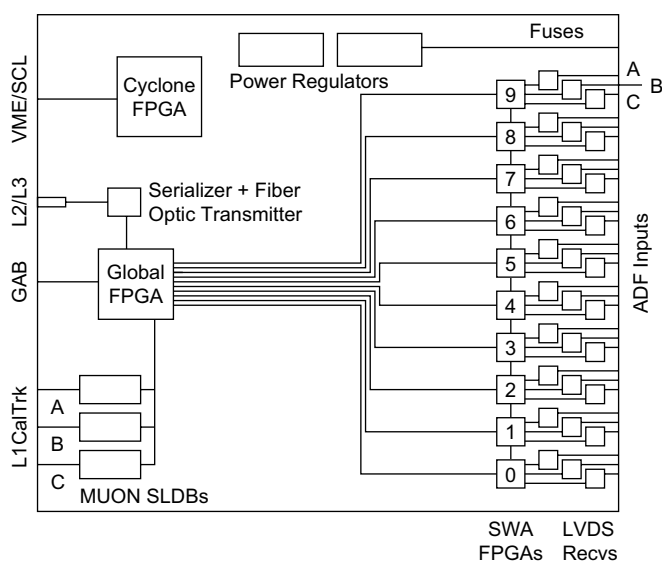 Fuses
Power Regulators
Cyclone
FPGA
VME/SCL
A
B
C
9
8
7
6
5
4
3
2
1
0
L2/L3
Serializer + Fiber
Optic Transmitter
GAB
Global
FPGA
ADF Inputs
L1CalTrk
A
B
C
MUON SLDBs
SWA
FPGAs
LVDS
Recvs